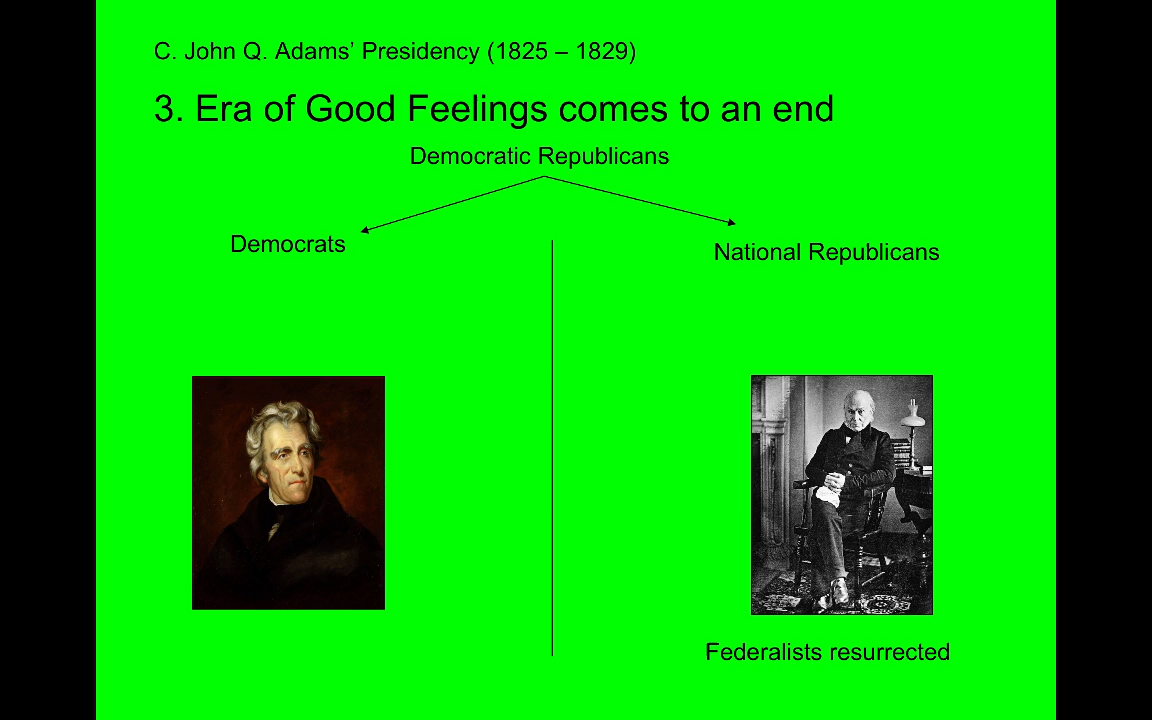 C. John Q. Adams’ Presidency (1825 – 1829)
3. Era of Good Feelings comes to an end
Democratic Republicans
Democrats
National Republicans
Federalists resurrected